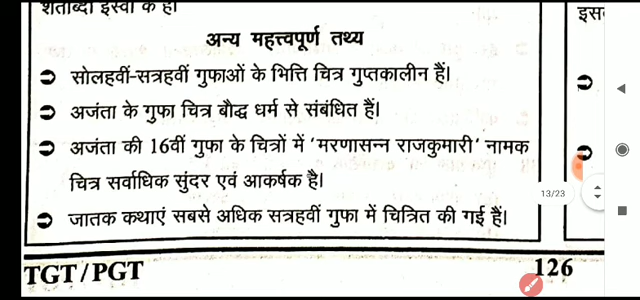 शताब्दी ईस्वी के हैं।
इस
अन्य महत्त्वपूर्ण तथ्य
➲ सोलहवीं-सत्रहवीं गुफाओं के भित्ति चित्र गुप्तकालीन हैं।
➲ अजंता के गुफा चित्र बौद्ध धर्म से संबंधित हैं।
➲ अजंता की 16वीं गुफा के चित्रों में 'मरणासन्न राजकुमारी' नामक
चित्र सर्वाधिक सुंदर एवं आकर्षक है।
13/23
➲ जातक कथाएं सबसे अधिक सत्रहवीं गुफा में चित्रित की गई हैं।
TGT/PGT
126